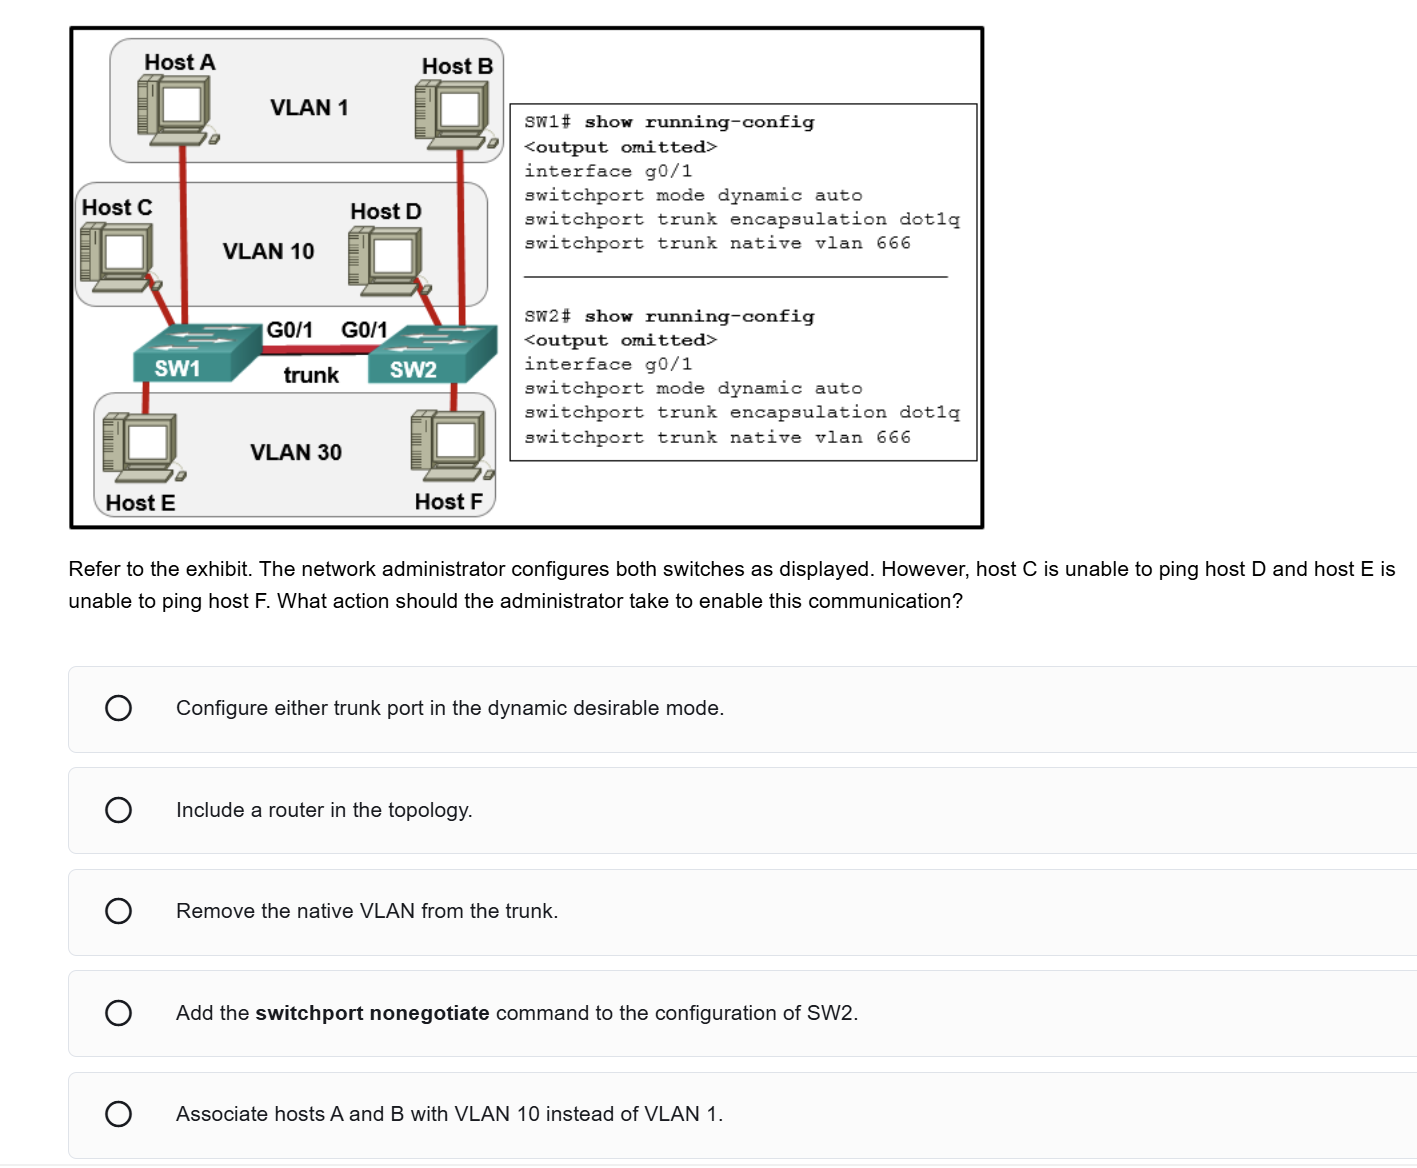 Host A
Host B
VLAN 1
Host C
Host D
VLAN 10
G0/1 G0/1
SW1
SW2
trunk
VLAN 30
Host E
Host F
SW1# show running-config
<output omitted>
interface g0/1
switchport mode dynamic auto
switchport trunk encapsulation dot1q
switchport trunk native vlan 666
SW2# show running-config
<output omitted>
interface g0/1
switchport mode dynamic auto
switchport trunk encapsulation dot1q
switchport trunk native vlan 666
Refer to the exhibit. The network administrator configures both switches as displayed. However, host C is unable to ping host D and host E is
unable to ping host F. What action should the administrator take to enable this communication?
Configure either trunk port in the dynamic desirable mode.
Include a router in the topology.
Remove the native VLAN from the trunk.
Add the switchport nonegotiate command to the configuration of SW2.
Associate hosts A and B with VLAN 10 instead of VLAN 1.